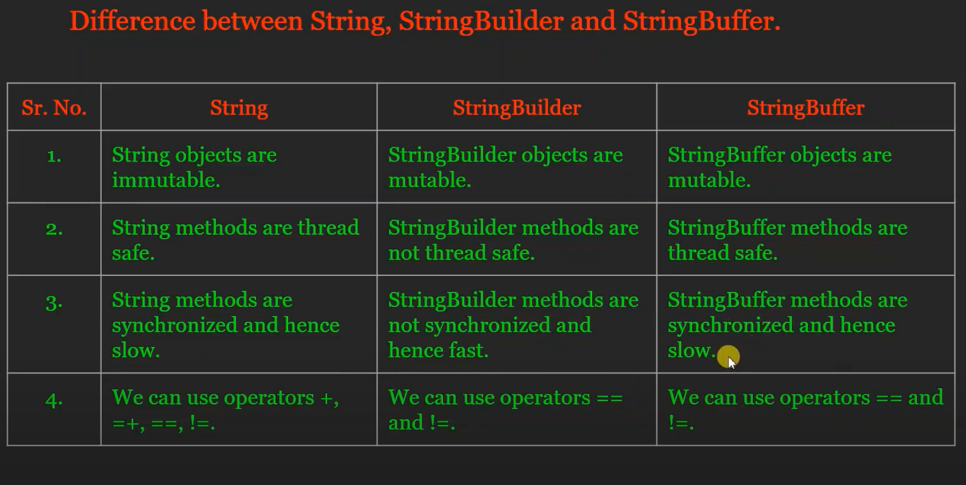 Difference between String, StringBuilder and StringBuffer.
Sr. No. String StringBuilder StringBuffer
1.
String objects are
immutable.
StringBuilder objects are
mutable.
StringBuffer objects are
mutable.
2.
String methods are thread
safe.
StringBuilder methods are
not thread safe.
StringBuffer methods are
thread safe.
3.
String methods are
synchronized and hence
slow.
StringBuilder methods are
not synchronized and
hence fast.
StringBuffer methods are
synchronized and hence
slow.
4.
We can use operators +,
=+, ==, !=.
We can use operators ==
and !=.
We can use operators == and
!=.